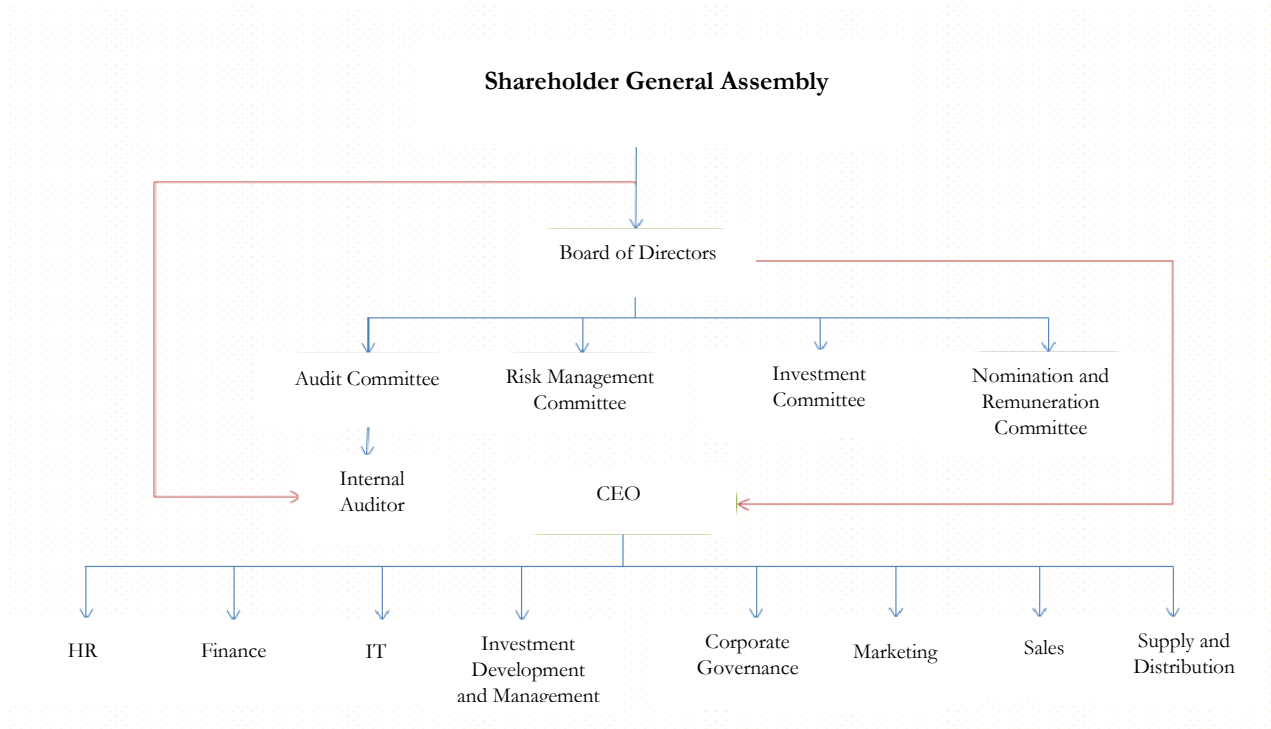 Shareholder General Assembly
Board of Directors
Audit Committee
Risk Management
Committee
Investment
Committee
Nomination and
Remuneration
Committee
Internal
Auditor
CEO
HR
Finance
IT
Investment
Development
and Management
Corporate
Governance
Marketing
Sales
Supply and
Distribution